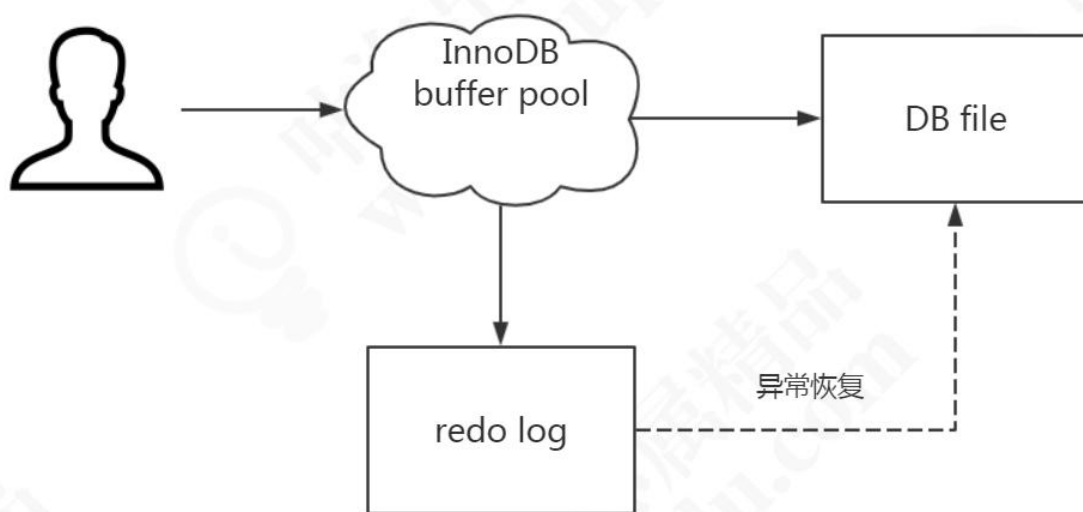 InnoDB
buffer pool
DB file
异常恢复
redo log